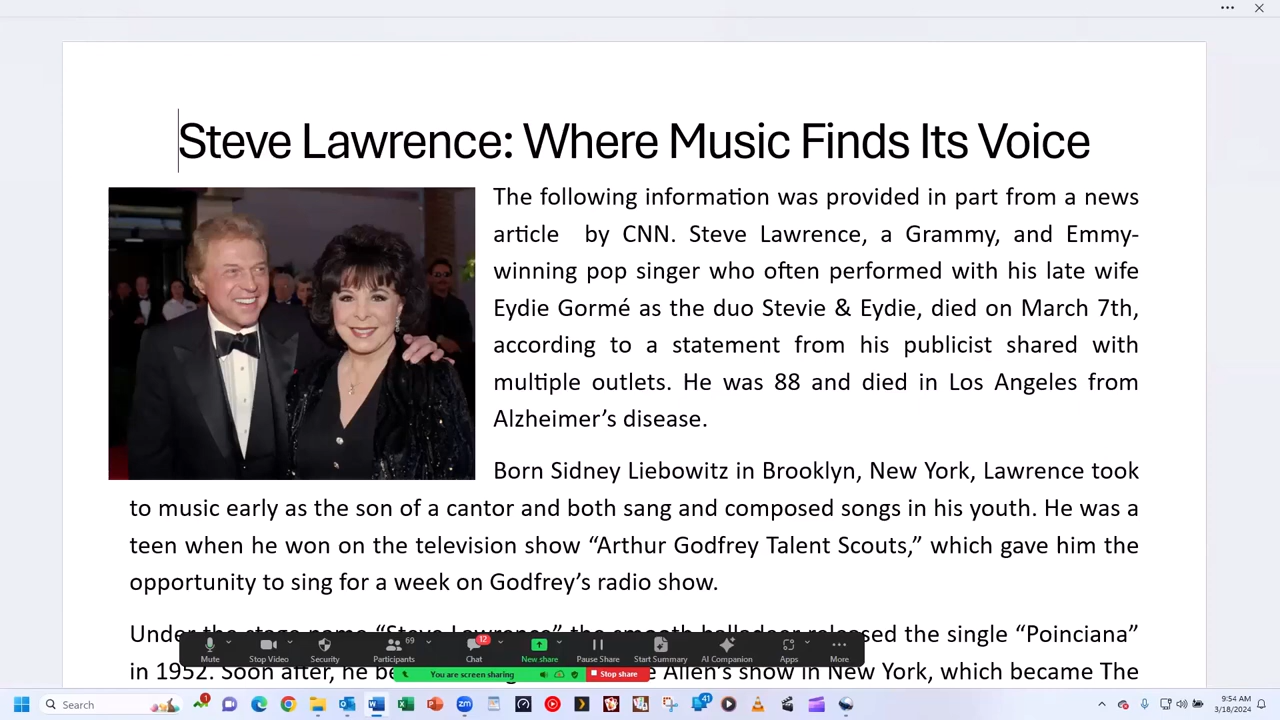 Steve Lawrence: Where Music Finds Its Voice
The following information was provided in part from a news
article by CNN. Steve Lawrence, a Grammy, and Emmy-
winning pop singer who often performed with his late wife
Eydie Gormé as the duo Stevie & Eydie, died on March 7th,
according to a statement from his publicist shared with
multiple outlets. He was 88 and died in Los Angeles from
Alzheimer’s disease.
Born Sidney Liebowitz in Brooklyn, New York, Lawrence took
to music early as the son of a cantor and both sang and composed songs in his youth. He was a
teen when he won on the television show “Arthur Godfrey Talent Scouts,” which gave him the
opportunity to sing for a week on Godfrey’s radio show.
Under the stage name “Steve Lawrence” the smooth balladeer released the single “Poinciana”
in 1952. Soon after, he Allen’s show in New York, which became The
69
12
Mute
Stop Video
Security
Participants
Chat
New share
Pause Share
Start Summary
AI Companion
Apps
More
You are screen sharing
Stop share
Search
1
41
9:54 AM
3/18/2024